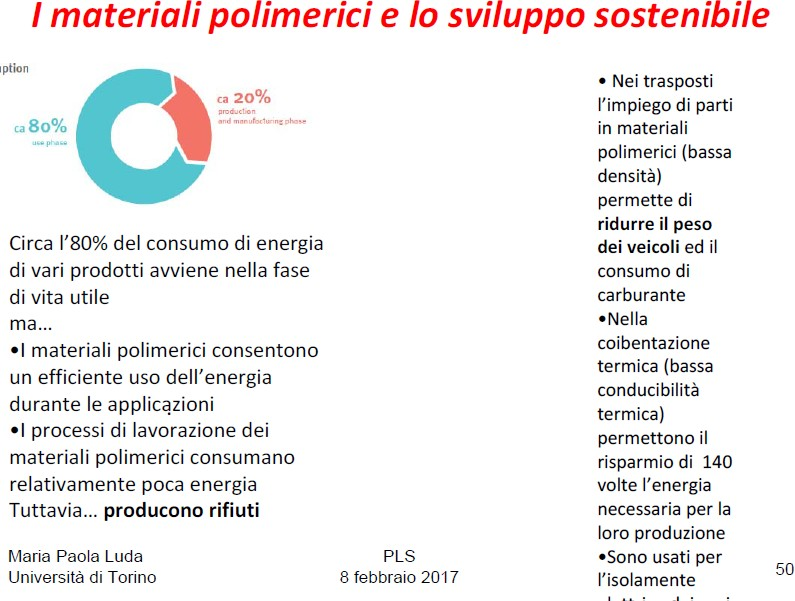 I materiali polimerici e lo sviluppo sostenibile
ca 20%
production
and manufacturing phase
ca 80%
use phase
Circa l'80% del consumo di energia
di vari prodotti avviene nella fase
di vita utile
ma...
•I materiali polimerici consentono
un efficiente uso dell'energia
durante le applicazioni
•I processi di lavorazione dei
materiali polimerici consumano
relativamente poca energia
Tuttavia... producono rifiuti
• Nei trasposti
l'impiego di parti
in materiali
polimerici (bassa
densità)
permette di
ridurre il peso
dei veicoli ed il
consumo di
carburante
•Nella
coibentazione
termica (bassa
conducibilità
termica)
permettono il
risparmio di 140
volte l'energia
necessaria per la
loro produzione
•Sono usati per
l'isolamente
Maria Paola Luda
Università di Torino
PLS
8 febbraio 2017
50